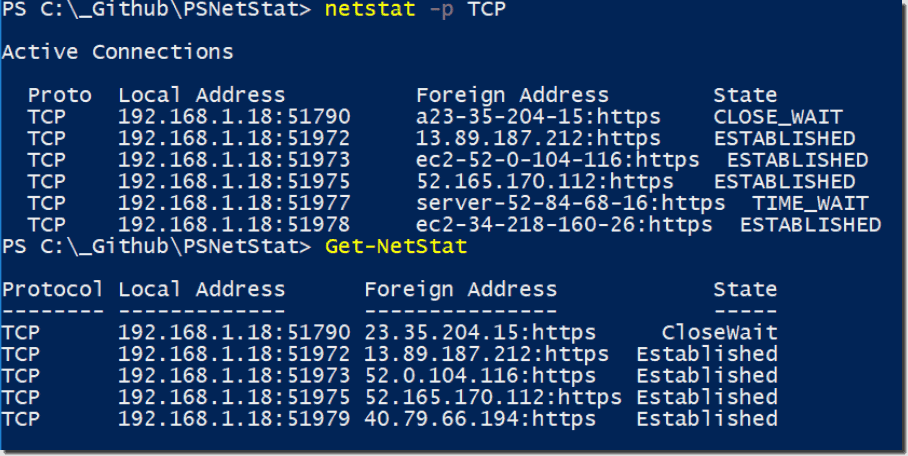 PS C:\_Github\PSNetStat> netstat -p TCP
Active Connections
Proto Local Address Foreign Address State
TCP 192.168.1.18:51790 a23-35-204-15:https CLOSE_WAIT
TCP 192.168.1.18:51972 13.89.187.212:https ESTABLISHED
TCP 192.168.1.18:51973 ec2-52-0-104-116:https ESTABLISHED
TCP 192.168.1.18:51975 52.165.170.112:https ESTABLISHED
TCP 192.168.1.18:51977 server-52-84-68-16:https TIME_WAIT
TCP 192.168.1.18:51978 ec2-34-218-160-26:https ESTABLISHED
PS C:\_Github\PSNetStat> Get-NetStat
Protocol Local Address Foreign Address State
-------- ------------- --------------- -----
TCP 192.168.1.18:51790 23.35.204.15:https CloseWait
TCP 192.168.1.18:51972 13.89.187.212:https Established
TCP 192.168.1.18:51973 52.0.104.116:https Established
TCP 192.168.1.18:51975 52.165.170.112:https Established
TCP 192.168.1.18:51979 40.79.66.194:https Established